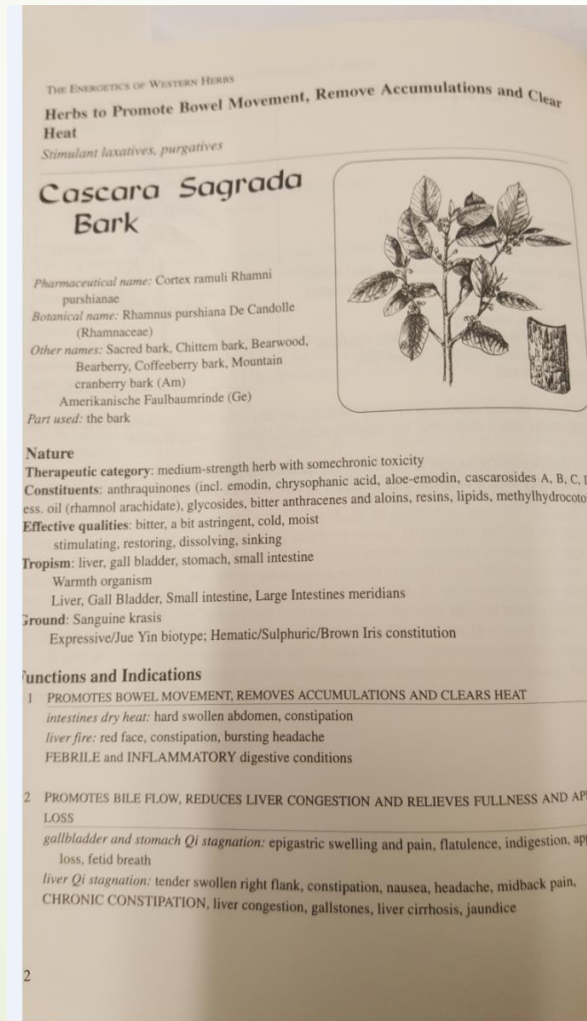 THE ENERGETICS OF WESTERN HERBS
Herbs to Promote Bowel Movement, Remove Accumulations and Clear
Heat
Stimulant laxatives, purgatives
Cascara Sagrada
Bark
Pharmaceutical name: Cortex ramuli Rhamni
purshianae
Botanical name: Rhamnus purshiana De Candolle
(Rhamnaceae)
Other names: Sacred bark, Chittem bark, Bearwood,
Bearberry, Coffeeberry bark, Mountain
cranberry bark (Am)
Amerikanische Faulbaumrinde (Ge)
Part used: the bark
Nature
Therapeutic category: medium-strength herb with somechronic toxicity
Constituents: anthraquinones (incl. emodin, chrysophanic acid, aloe-emodin, cascarosides A, B, C,
ess. oil (rhamnol arachidate), glycosides, bitter anthracenes and aloins, resins, lipids,
Effective qualities: bitter, a bit astringent, cold, moist
stimulating, restoring, dissolving, sinking
Tropism: liver, gall bladder, stomach, small intestine
Warmth organism
Liver, Gall Bladder, Small intestine, Large Intestines meridians
Ground: Sanguine krasis
Expressive/Jue Yin biotype; Hematic/Sulphuric/Brown Iris constitution
Functions and Indications
1 PROMOTES BOWEL MOVEMENT, REMOVES ACCUMULATIONS AND CLEARS HEAT
intestines dry heat: hard swollen abdomen, constipation
liver fire: red face, constipation, bursting headache
FEBRILE and INFLAMMATORY digestive conditions
2 PROMOTES BILE FLOW, REDUCES LIVER CONGESTION AND RELIEVES FULLNESS AND
LOSS
gallbladder and stomach Qi stagnation: epigastric swelling and pain, flatulence, indigestion,
loss, fetid breath
liver Qi stagnation: tender swollen right flank, constipation, nausea, headache, midback pain,
CHRONIC CONSTIPATION, liver congestion, gallstones, liver cirrhosis, jaundice
2